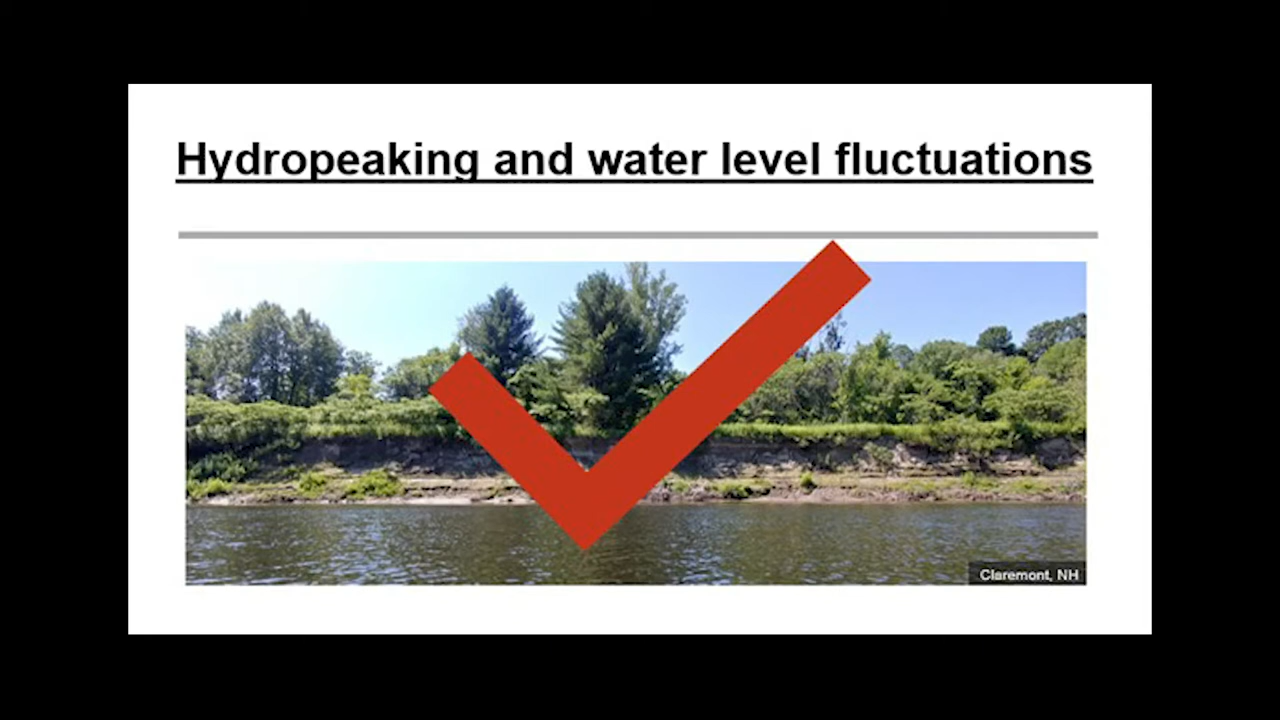 Hydropeaking and water level fluctuations
Claremont, NH